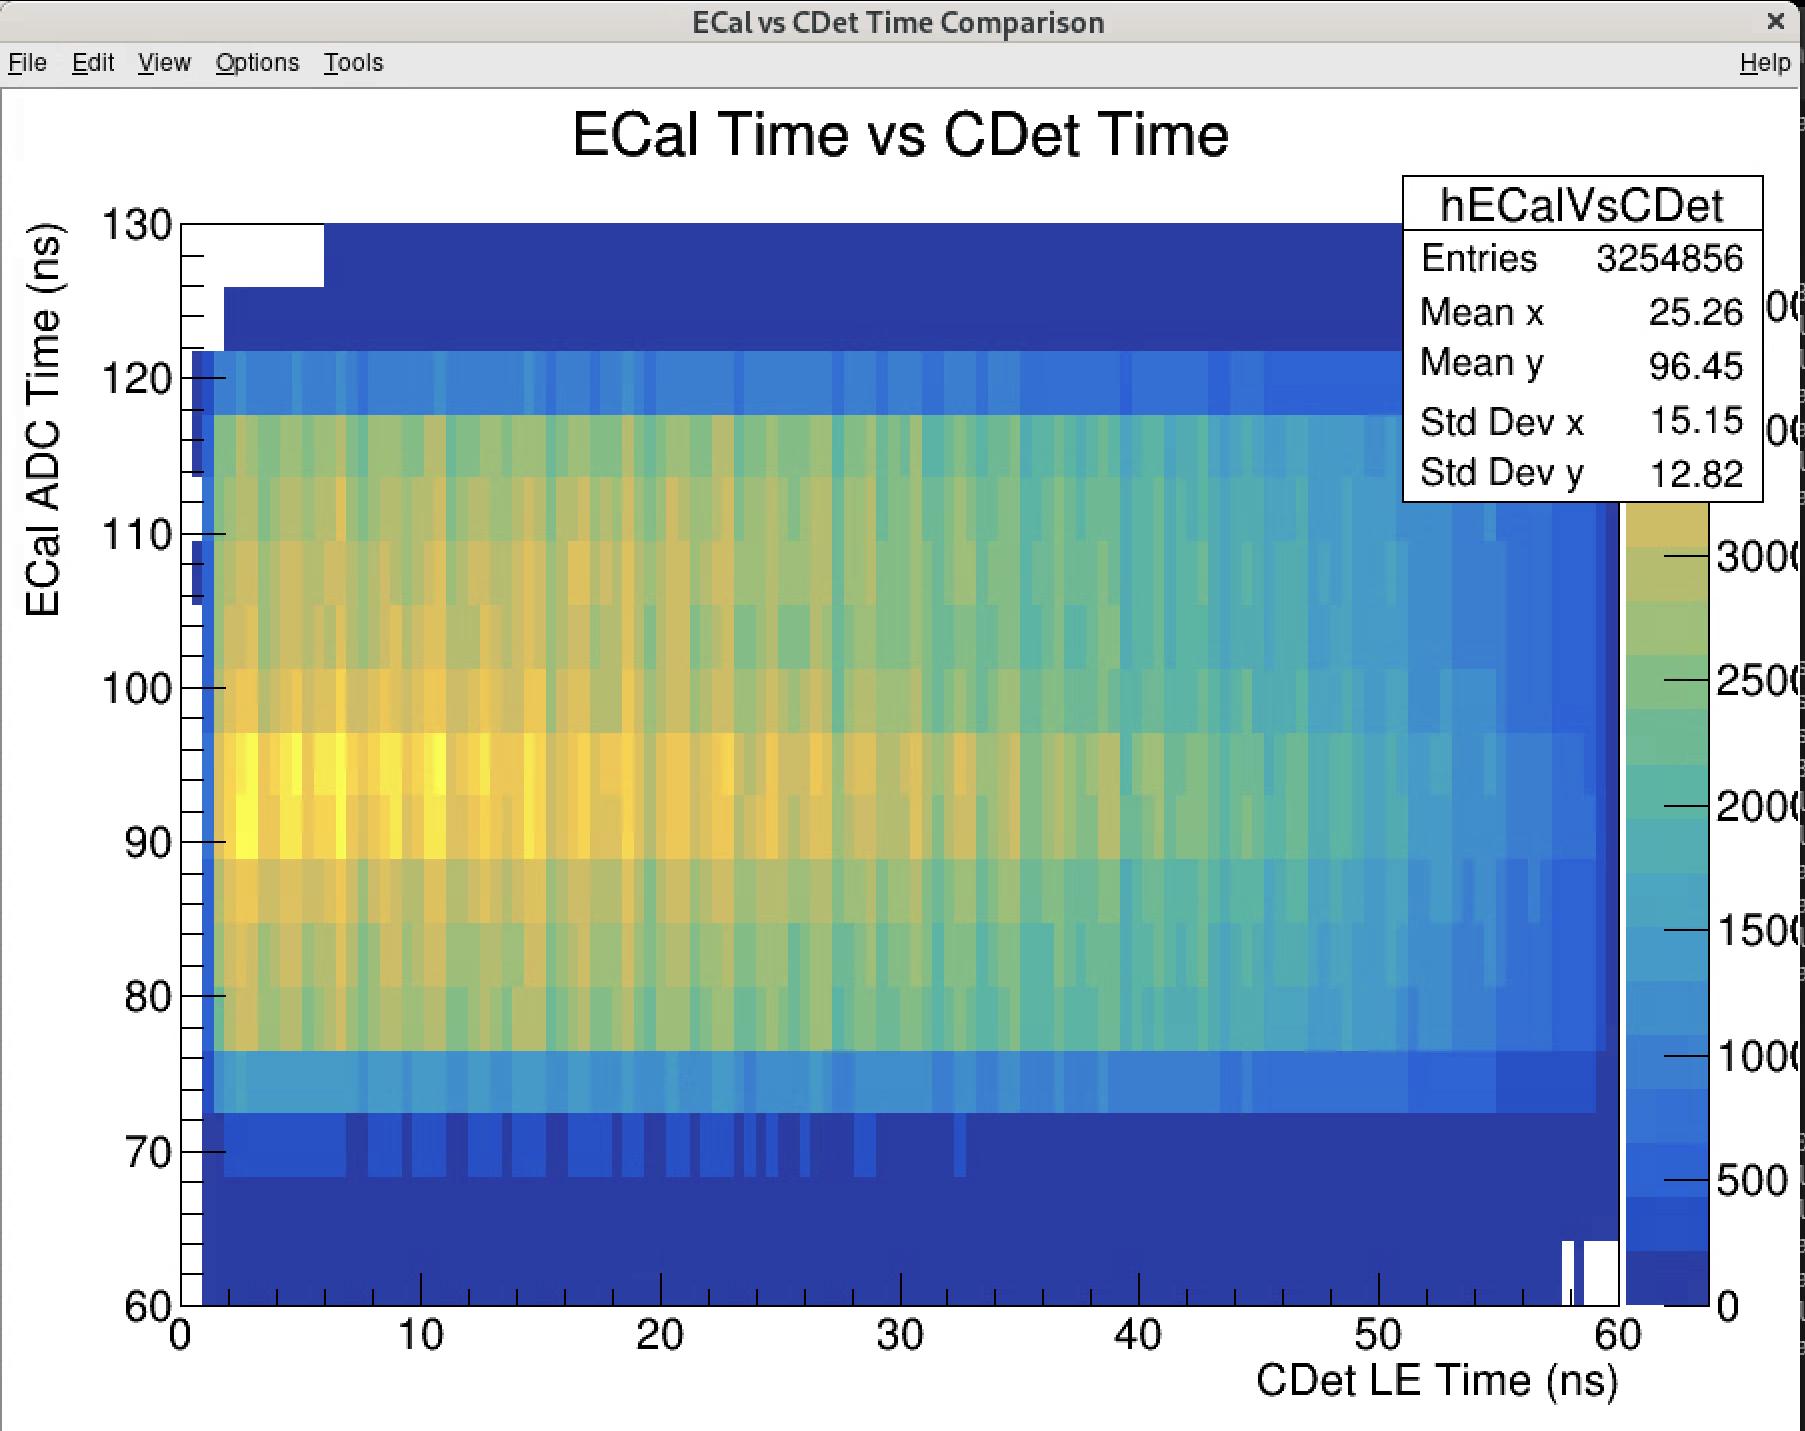 ECal vs CDet Time Comparison
File Edit View Options Tools Help
ECal Time vs CDet Time
hECalVsCDet
Entries 3254856
Mean x 25.26
Mean y 96.45
Std Dev x 15.15
Std Dev y 12.82
ECal ADC Time (ns)
130
120
110
100
90
80
70
60
0 10 20 30 40 50 60
CDet LE Time (ns)
500
0